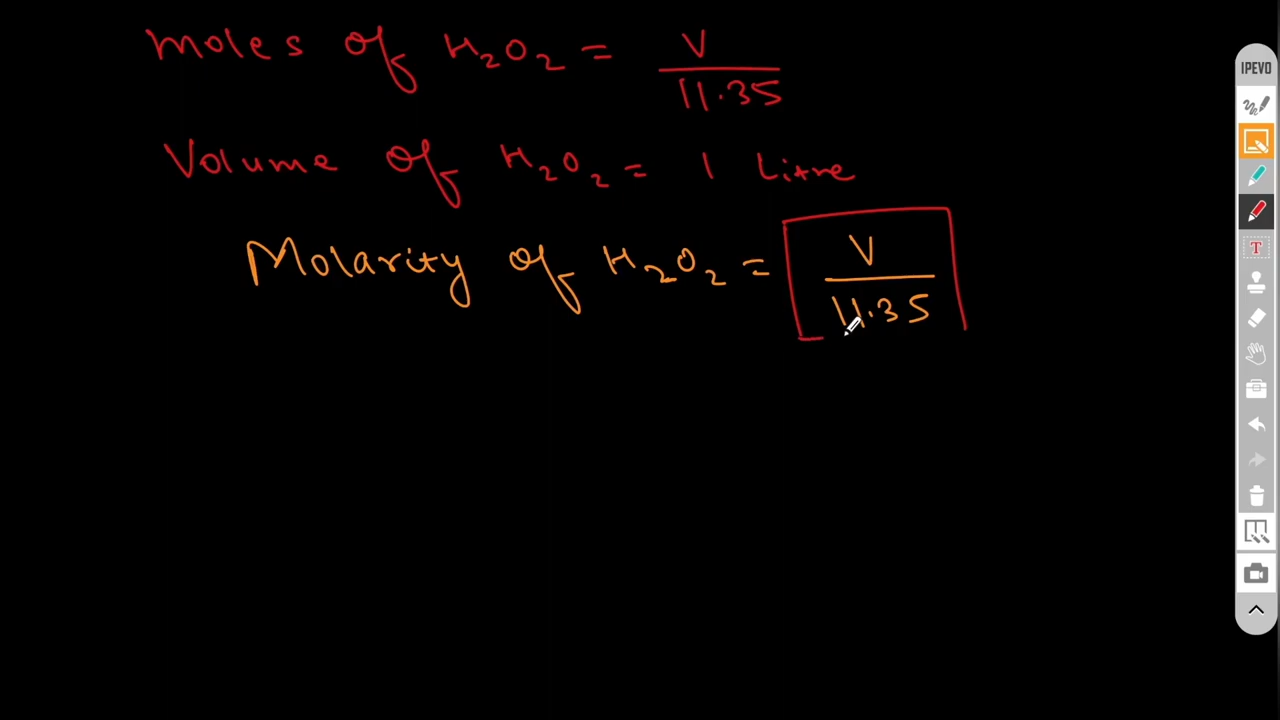 Moles of H₂O₂ = V / 11.35
Volume of H₂O₂ = 1 Litre
Molarity of H₂O₂ = V / 11.35
IPEVO
T